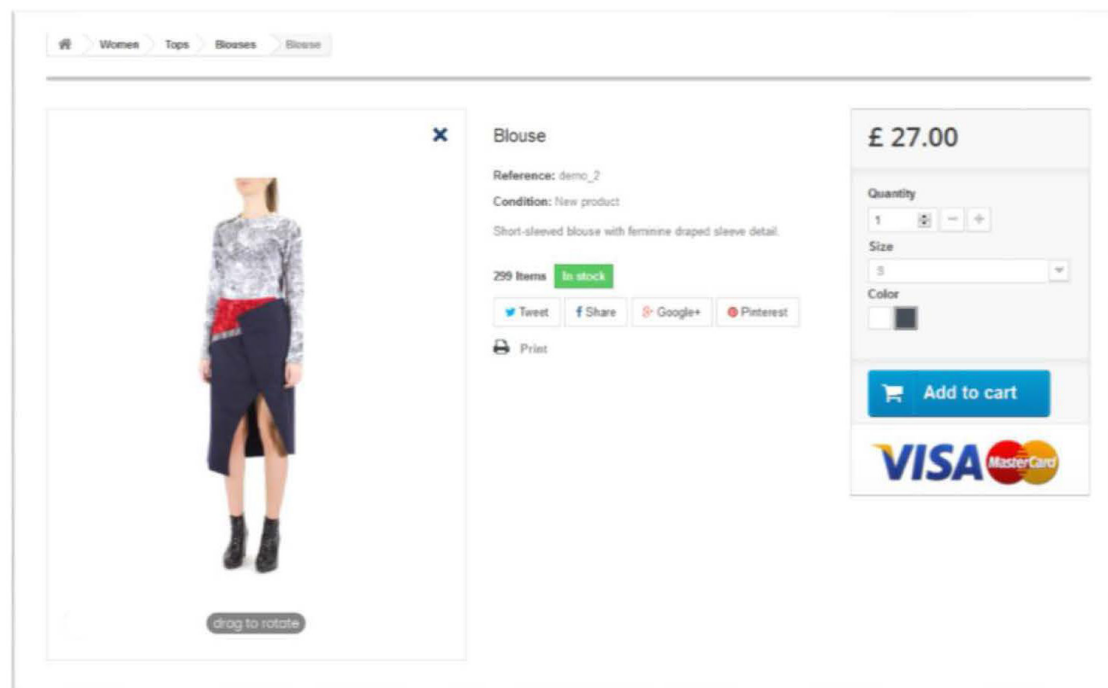 Women Tops Blouses Blouse
drag to rotate
Blouse
Reference: demo_2
Condition: New product
Short-sleeved blouse with feminine draped sleeve detail.
299 Items In stock
Tweet Share Google+ Pinterest
Print
£ 27.00
Quantity
1
Size
S
Color
Add to cart
VISA MasterCard